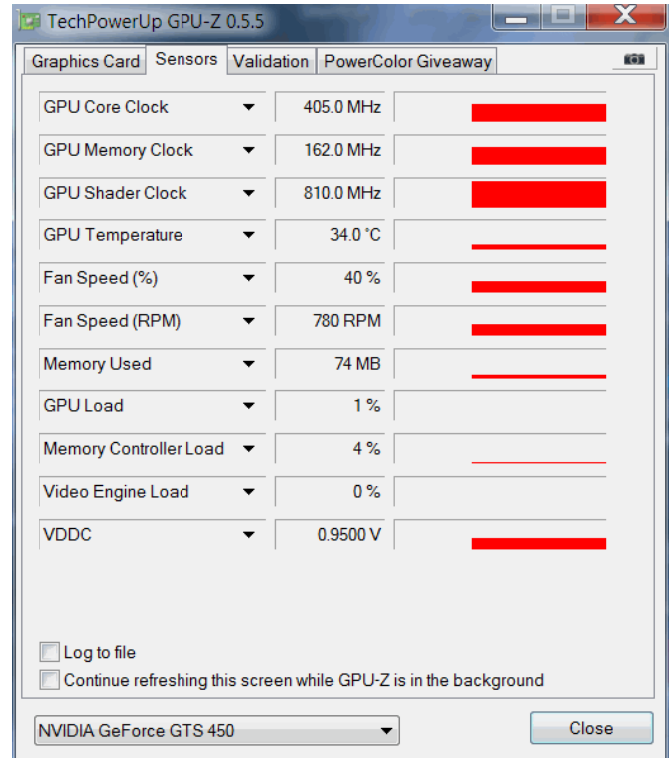 TechPowerUp GPU-Z 0.5.5
Graphics Card Sensors Validation PowerColor Giveaway
GPU Core Clock 405.0 MHz
GPU Memory Clock 162.0 MHz
GPU Shader Clock 810.0 MHz
GPU Temperature 34.0 °C
Fan Speed (%) 40 %
Fan Speed (RPM) 780 RPM
Memory Used 74 MB
GPU Load 1 %
Memory Controller Load 4 %
Video Engine Load 0 %
VDDC 0.9500 V
Log to file
Continue refreshing this screen while GPU-Z is in the background
NVIDIA GeForce GTS 450 Close